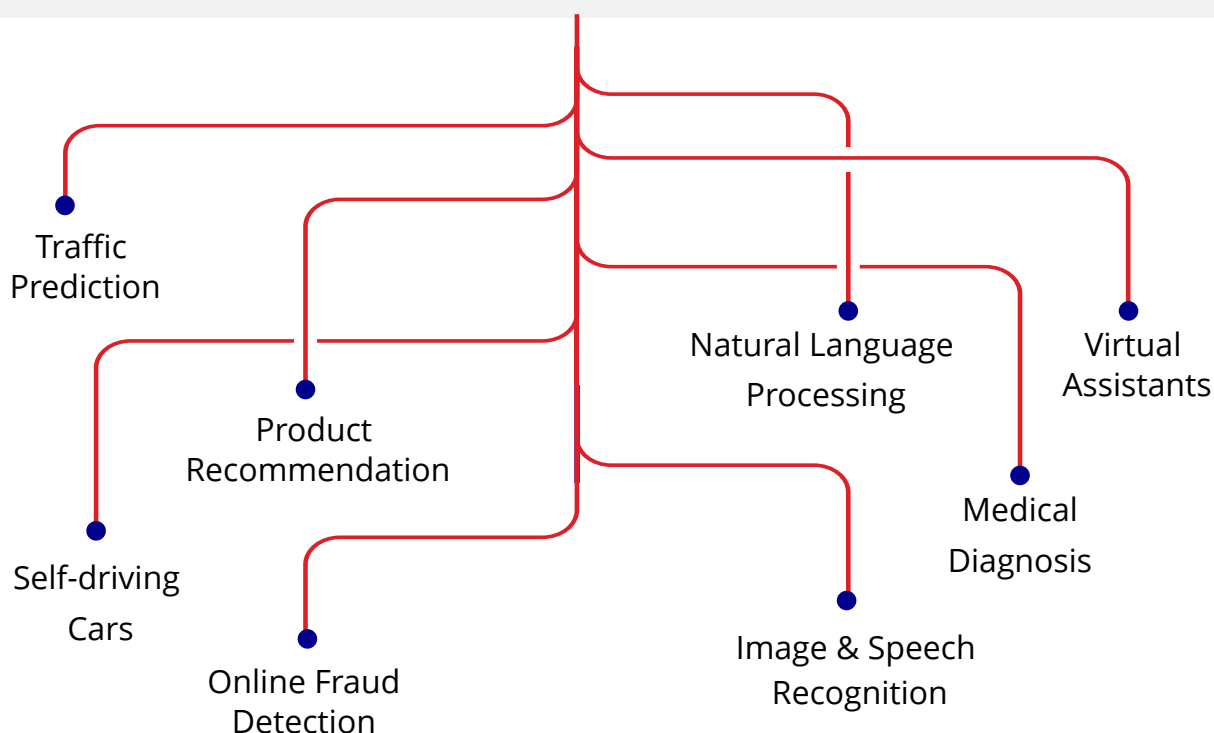 Traffic
Prediction
Natural Language
Processing
Virtual
Assistants
Product
Recommendation
Medical
Diagnosis
Self-driving
Cars
Image & Speech
Recognition
Online Fraud
Detection